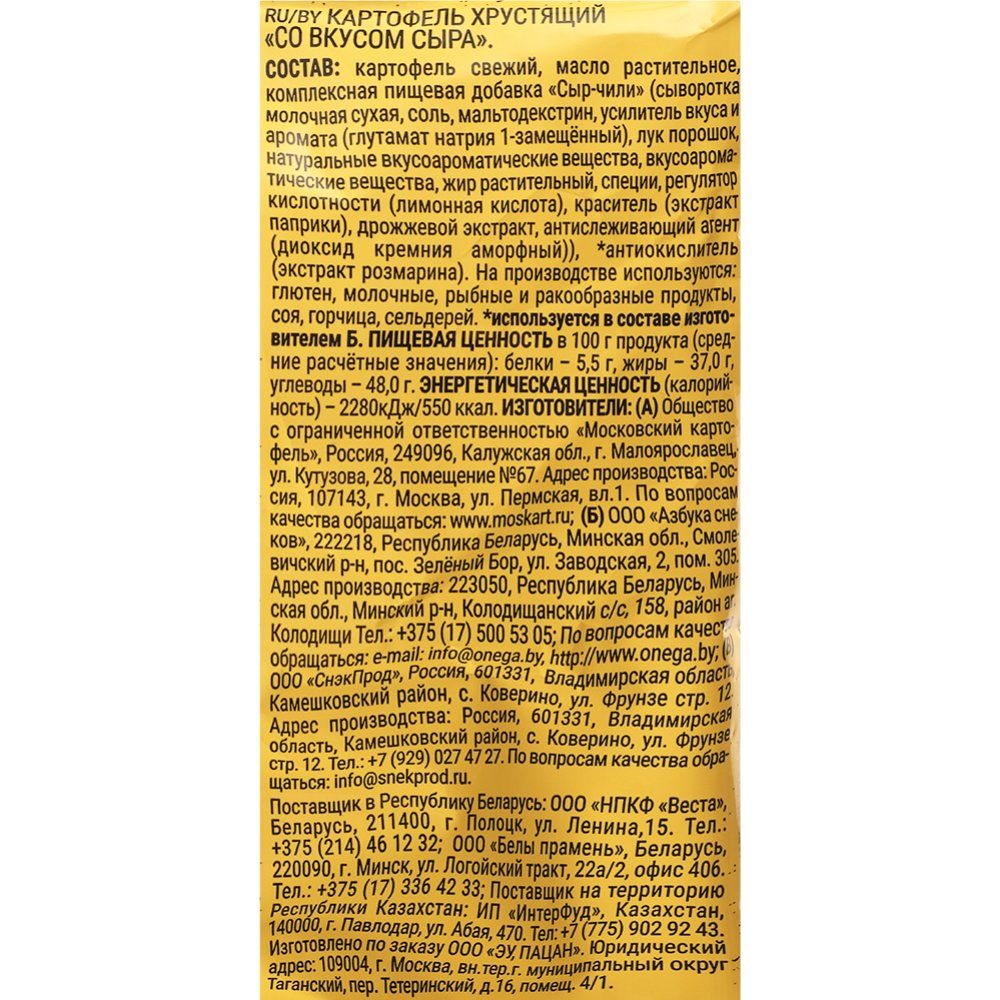 RU/BY КАРТОФЕЛЬ ХРУСТЯЩИЙ
«СО ВКУСОМ СЫРА».
СОСТАВ: картофель свежий, масло растительное,
комплексная пищевая добавка «Сыр-чили» (сыворотка
молочная сухая, соль, мальтодекстрин, усилитель вкуса и
аромата (глутамат натрия 1-замещённый), лук порошок,
натуральные вкусоароматические вещества, вкусоарома-
тические вещества, жир растительный, специи, регулятор
кислотности (лимонная кислота), краситель (экстракт
паприки), дрожжевой экстракт, антислеживающий агент
(диоксид кремния аморфный)), *антиокислитель
(экстракт розмарина). На производстве используются:
глютен, молочные, рыбные и ракообразные продукты,
соя, горчица, сельдерей. *используется в составе изгото-
вителем Б. ПИЩЕВАЯ ЦЕННОСТЬ в 100 г продукта (сред-
ние расчётные значения): белки – 5,5 г, жиры – 37,0 г,
углеводы – 48,0 г. ЭНЕРГЕТИЧЕСКАЯ ЦЕННОСТЬ (калорий-
ность) – 2280кДж/550 ккал. ИЗГОТОВИТЕЛИ: (А) Общество
с ограниченной ответственностью «Московский карто-
фель», Россия, 249096, Калужская обл., г. Малоярославец,
ул. Кутузова, 28, помещение №67. Адрес производства: Рос-
сия, 107143, г. Москва, ул. Пермская, вл.1. По вопросам
качества обращаться: www.moskart.ru; (Б) ООО «Азбука сне-
ков», 222218, Республика Беларусь, Минская обл., Смоле-
вичский р-н, пос. Зелёный Бор, ул. Заводская, 2, пом. 305.
Адрес производства: 223050, Республика Беларусь, Мин-
ская обл., Минский р-н, Колодищанский с/с, 158, район аг.
Колодищи Тел.: +375 (17) 500 53 05; По вопросам качест
обращаться: e-mail: info@onega.by, http://www.onega.by; (В)
ООО «СнэкПрод», Россия, 601331, Владимирская область,
Камешковский район, с. Коверино, ул. Фрунзе стр. 12.
Адрес производства: Россия, 601331, Владимирская
область, Камешковский район, с. Коверино, ул. Фрунзе
стр. 12. Тел.: +7 (929) 027 47 27. По вопросам качества обра-
щаться: info@snekprod.ru.
Поставщик в Республику Беларусь: ООО «НПКФ «Веста»,
Беларусь, 211400, г. Полоцк, ул. Ленина,15. Тел.:
+375 (214) 46 12 32; ООО «Белы прамень», Беларусь,
220090, г. Минск, ул. Логойский тракт, 22а/2, офис 406.
Тел.: +375 (17) 336 42 33; Поставщик на территорию
Республики Казахстан: ИП «ИнтерФуд», Казахстан,
140000, г. Павлодар, ул. Абая, 470. Тел: +7 (775) 902 92 43.
Изготовлено по заказу ООО «ЭУ, ПАЦАН». Юридический
адрес: 109004, г. Москва, вн.тер.г. муниципальный округ
Таганский, пер. Тетеринский, д.16, помещ. 4/1.